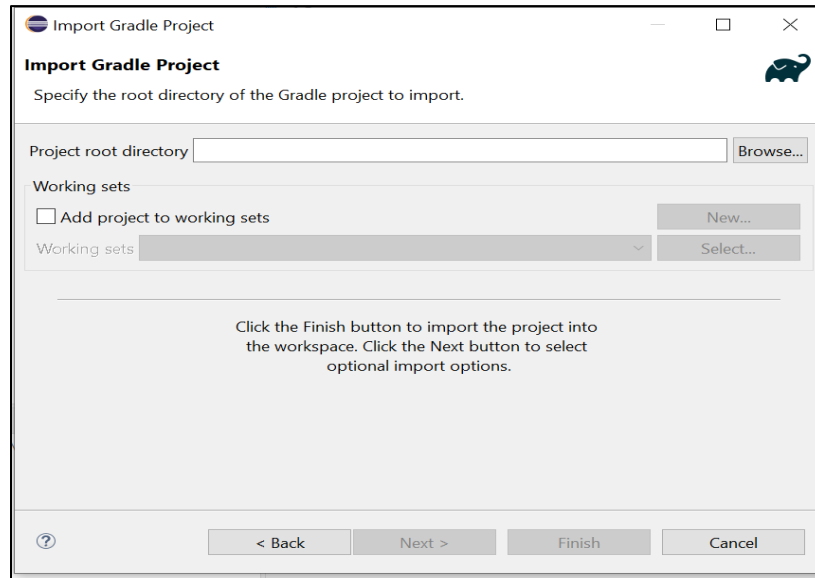 Import Gradle Project
Import Gradle Project
Specify the root directory of the Gradle project to import.
Project root directory
Browse...
Working sets
Add project to working sets
New...
Working sets
Select...
Click the Finish button to import the project into
the workspace. Click the Next button to select
optional import options.
?
< Back
Next >
Finish
Cancel